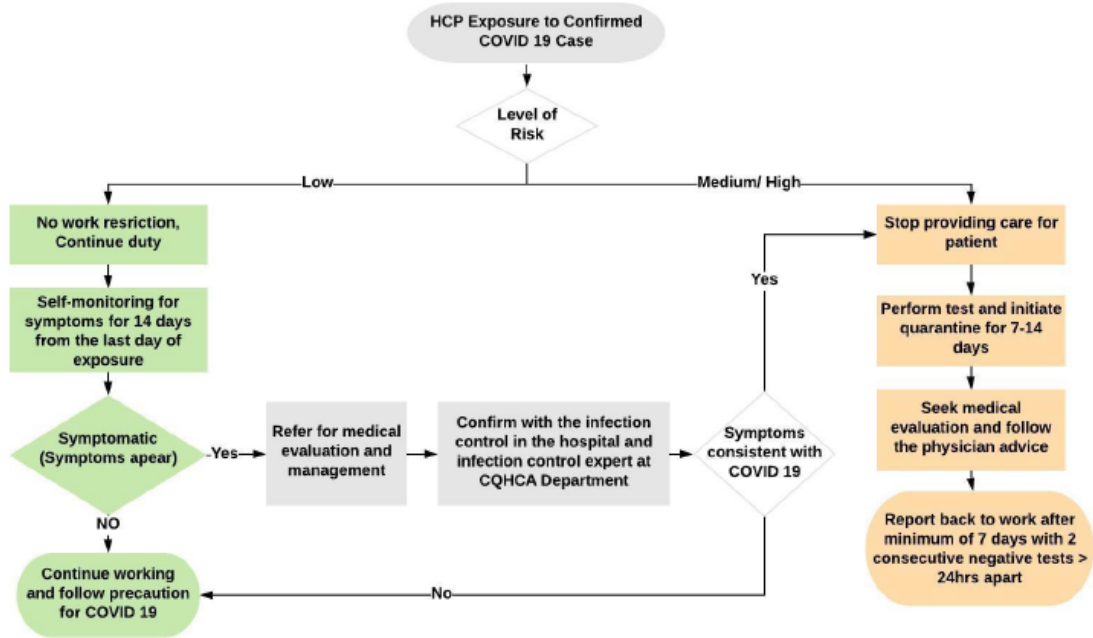 HCP Exposure to Confirmed
COVID 19 Case
Level of
Risk
Low
Medium/ High
No work resriction,
Continue duty
Stop providing care for
patient
Yes
Self-monitoring for
symptoms for 14 days
from the last day of
exposure
Perform test and initiate
quarantine for 7-14
days
Symptomatic
(Symptoms apear)
Yes
Refer for medical
evaluation and
management
Confirm with the infection
control in the hospital and
infection control expert at
CQHCA Department
Symptoms
consistent with
COVID 19
Seek medical
evaluation and follow
the physician advice
NO
Continue working
and follow precaution
for COVID 19
No
Report back to work after
minimum of 7 days with 2
consecutive negative tests >
24hrs apart